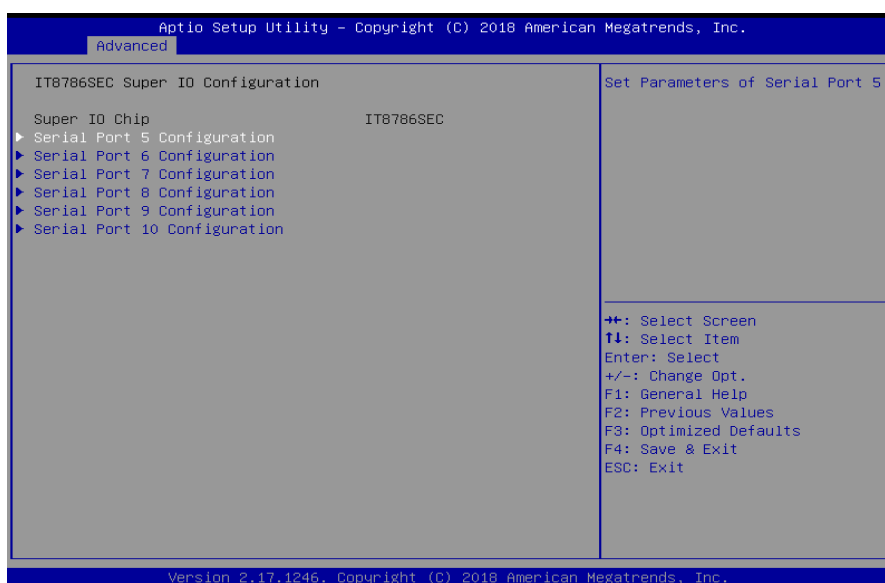 Aptio Setup Utility – Copyright (C) 2018 American Megatrends, Inc.
Advanced
IT8786SEC Super IO Configuration
Super IO Chip IT8786SEC
▶ Serial Port 5 Configuration
▶ Serial Port 6 Configuration
▶ Serial Port 7 Configuration
▶ Serial Port 8 Configuration
▶ Serial Port 9 Configuration
▶ Serial Port 10 Configuration
Set Parameters of Serial Port 5
→←: Select Screen
↑↓: Select Item
Enter: Select
+/-: Change Opt.
F1: General Help
F2: Previous Values
F3: Optimized Defaults
F4: Save & Exit
ESC: Exit
Version 2.17.1246. Copyright (C) 2018 American Megatrends, Inc.